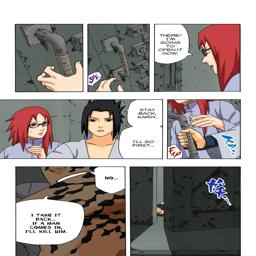 THERE!
I'M
GOING
TO
OPEN IT
NOW.
STAY
BACK,
KARIN.
I'LL GO
FIRST...
NO...
I TAKE IT
BACK...
IF A MAN
COMES IN,
I'LL KILL HIM.